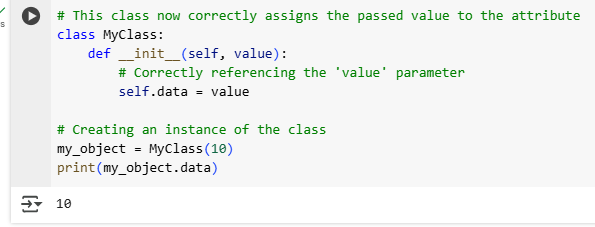 # This class now correctly assigns the passed value to the attribute
class MyClass:
    def __init__(self, value):
        # Correctly referencing the 'value' parameter
        self.data = value

# Creating an instance of the class
my_object = MyClass(10)
print(my_object.data)
10